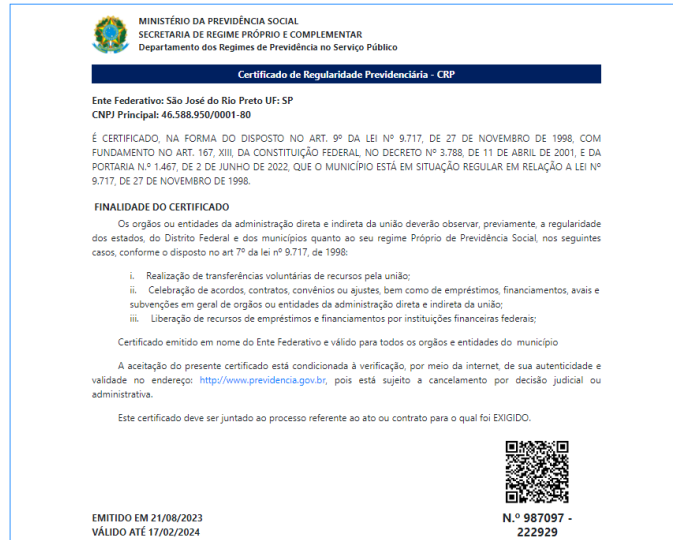 MINISTÉRIO DA PREVIDÊNCIA SOCIAL
SECRETARIA DE REGIME PRÓPRIO E COMPLEMENTAR
Departamento dos Regimes de Previdência no Serviço Público
Certificado de Regularidade Previdenciária - CRP
Ente Federativo: São José do Rio Preto UF: SP
CNPJ Principal: 46.588.950/0001-80
É CERTIFICADO, NA FORMA DO DISPOSTO NO ART. 9º DA LEI Nº 9.717, DE 27 DE NOVEMBRO DE 1998, COM
FUNDAMENTO NO ART. 167, XIII, DA CONSTITUIÇÃO FEDERAL, NO DECRETO Nº 3.788, DE 11 DE ABRIL DE 2001, E DA
PORTARIA N.º 1.467, DE 2 DE JUNHO DE 2022, QUE O MUNICÍPIO ESTÁ EM SITUAÇÃO REGULAR EM RELAÇÃO A LEI Nº
9.717, DE 27 DE NOVEMBRO DE 1998.
FINALIDADE DO CERTIFICADO
Os orgãos ou entidades da administração direta e indireta da união deverão observar, previamente, a regularidade
dos estados, do Distrito Federal e dos municípios quanto ao seu regime Próprio de Previdência Social, nos seguintes
casos, conforme o disposto no art 7º da lei nº 9.717, de 1998:
i. Realização de transferências voluntárias de recursos pela união;
ii. Celebração de acordos, contratos, convênios ou ajustes, bem como de empréstimos, financiamentos, avais e
subvenções em geral de orgãos ou entidades da administração direta e indireta da união;
iii. Liberação de recursos de empréstimos e financiamentos por instituições financeiras federais;
Certificado emitido em nome do Ente Federativo e válido para todos os orgãos e entidades do município
A aceitação do presente certificado está condicionada à verificação, por meio da internet, de sua autenticidade e
validade no endereço: http://www.previdencia.gov.br, pois está sujeito a cancelamento por decisão judicial ou
administrativa.
Este certificado deve ser juntado ao processo referente ao ato ou contrato para o qual foi EXIGIDO.
EMITIDO EM 21/08/2023
VÁLIDO ATÉ 17/02/2024
N.º 987097 -
222929